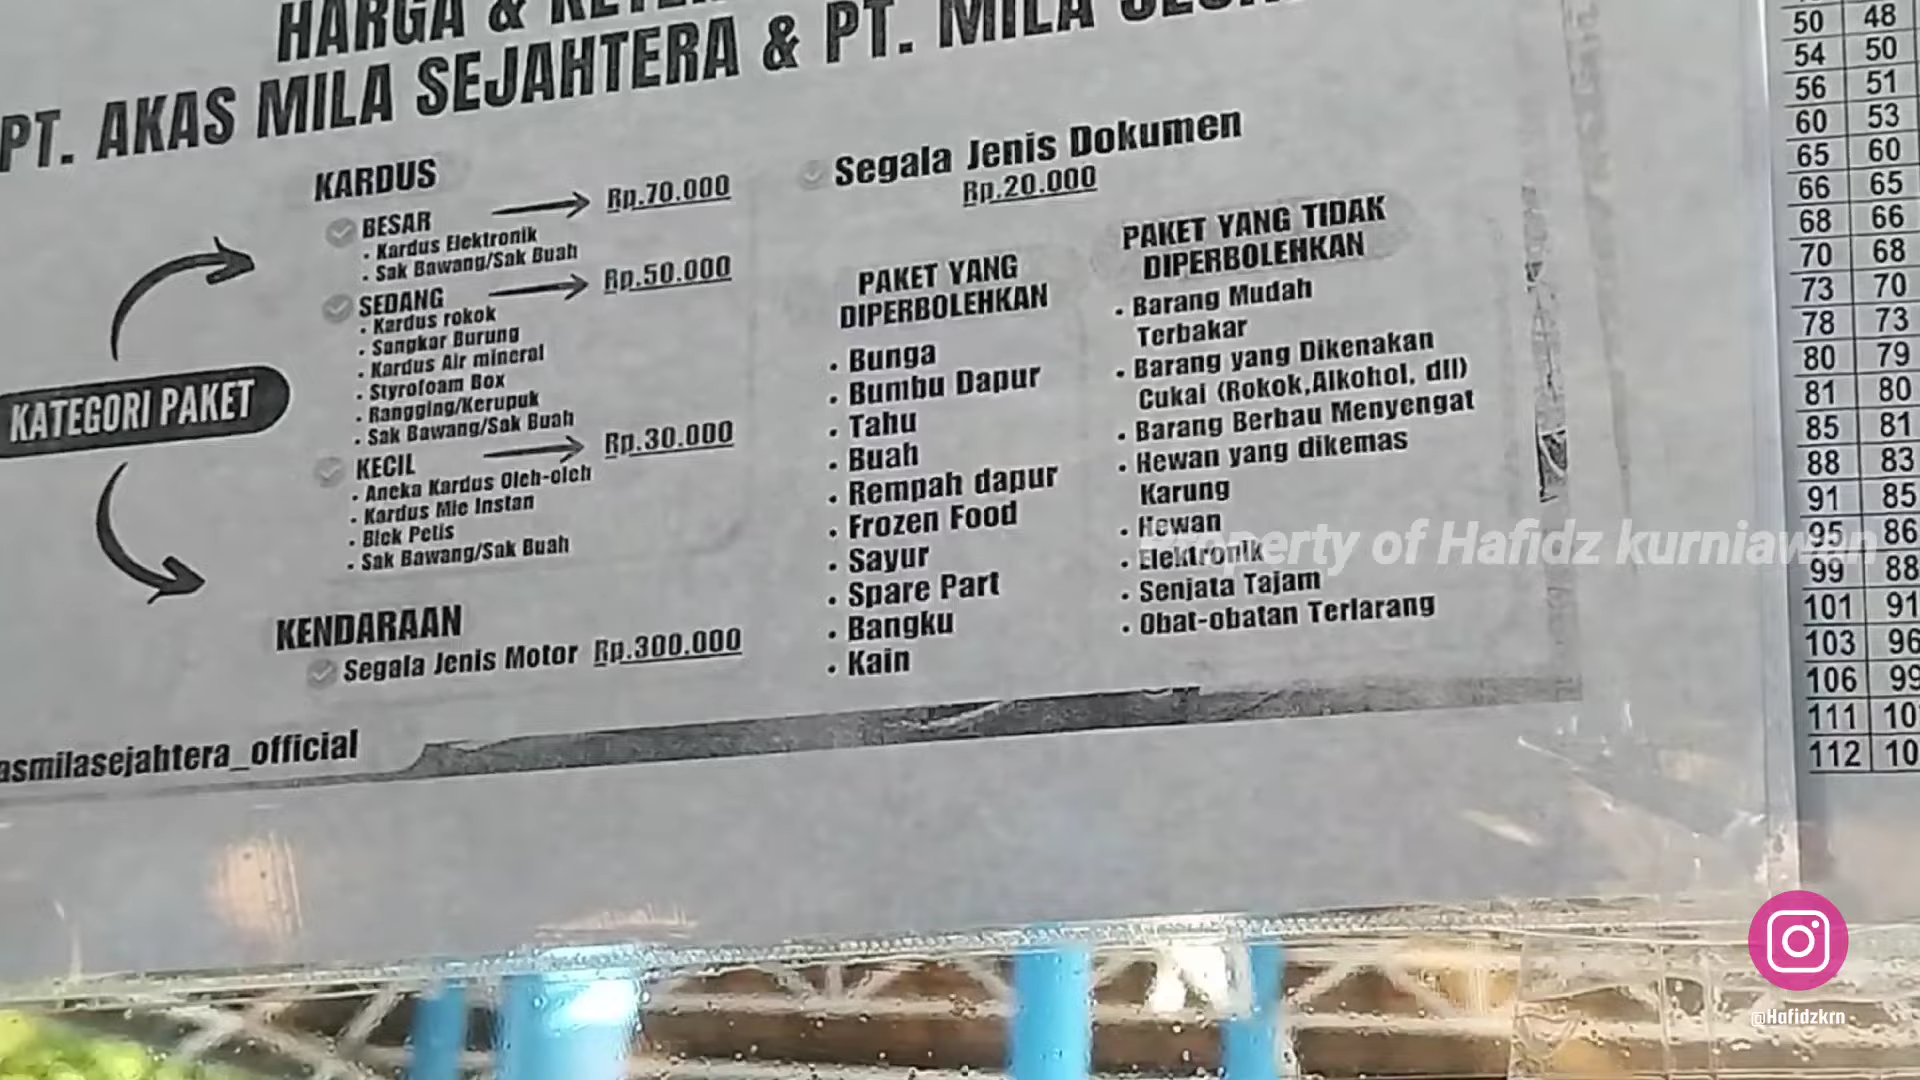 HARGA &
PT. AKAS MILA SEJAHTERA & PT. MILA
KATEGORI PAKET
KARDUS
BESAR Rp.70.000
• Kardus Elektronik
• Sak Bawang/Sak Buah
SEDANG Rp.50.000
• Kardus rokok
• Sangkar Burung
• Kardus Air mineral
• Styrofoam Box
• Rangging/Kerupuk
• Sak Bawang/Sak Buah
KECIL Rp.30.000
• Aneka Kardus Oleh-oleh
• Kardus Mie Instan
• Blek Petis
• Sak Bawang/Sak Buah
KENDARAAN
Segala Jenis Motor Rp.300.000
Segala Jenis Dokumen
Rp.20.000
PAKET YANG
DIPERBOLEHKAN
• Bunga
• Bumbu Dapur
• Tahu
• Buah
• Rempah dapur
• Frozen Food
• Sayur
• Spare Part
• Bangku
• Kain
PAKET YANG TIDAK
DIPERBOLEHKAN
• Barang Mudah
Terbakar
• Barang yang Dikenakan
Cukai (Rokok,Alkohol, dll)
• Barang Berbau Menyengat
• Hewan yang dikemas
Karung
• Hewan
• Elektronik
• Senjata Tajam
• Obat-obatan Terlarang
asmilasejahtera_official
50 48
54 50
56 51
60 53
65 60
66 65
68 66
70 68
73 70
78 73
80 79
81 80
85 81
88 83
91 85
95 86
99 88
101 91
103 96
106 99
111 10
112 10
Property of Hafidz kurniawan
@Hafidzkrn